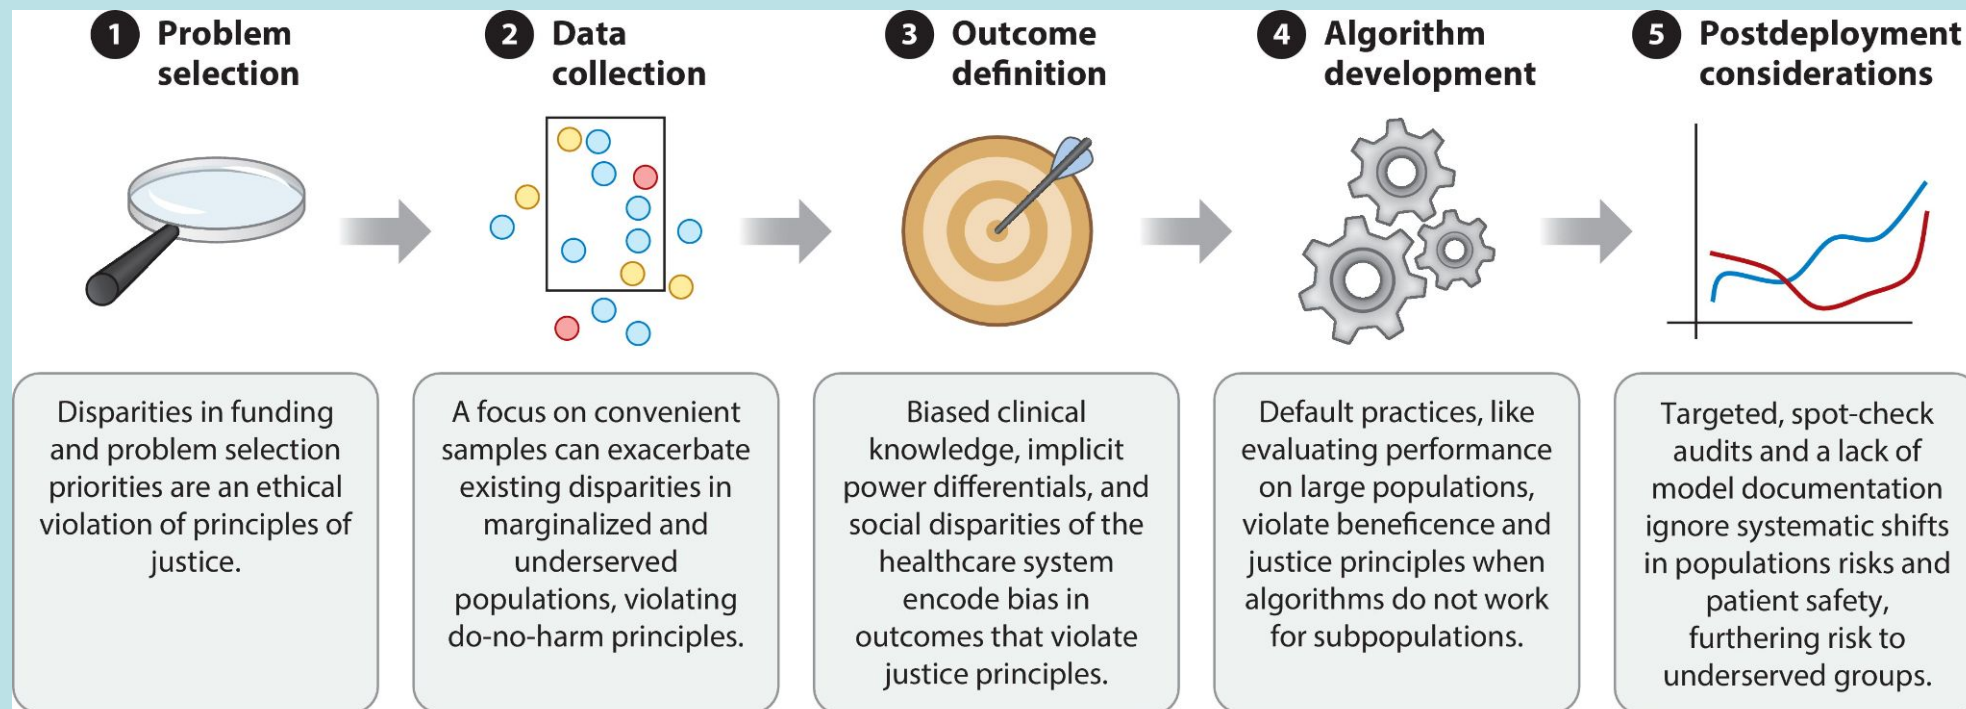 1 Problem
selection
2 Data
collection
3 Outcome
definition
4 Algorithm
development
5 Postdeployment
considerations
Disparities in funding
and problem selection
priorities are an ethical
violation of principles of
justice.
A focus on convenient
samples can exacerbate
existing disparities in
marginalized and
underserved
populations, violating
do-no-harm principles.
Biased clinical
knowledge, implicit
power differentials, and
social disparities of the
healthcare system
encode bias in
outcomes that violate
justice principles.
Default practices, like
evaluating performance
on large populations,
violate beneficence and
justice principles when
algorithms do not work
for subpopulations.
Targeted, spot-check
audits and a lack of
model documentation
ignore systematic shifts
in populations risks and
patient safety,
furthering risk to
underserved groups.